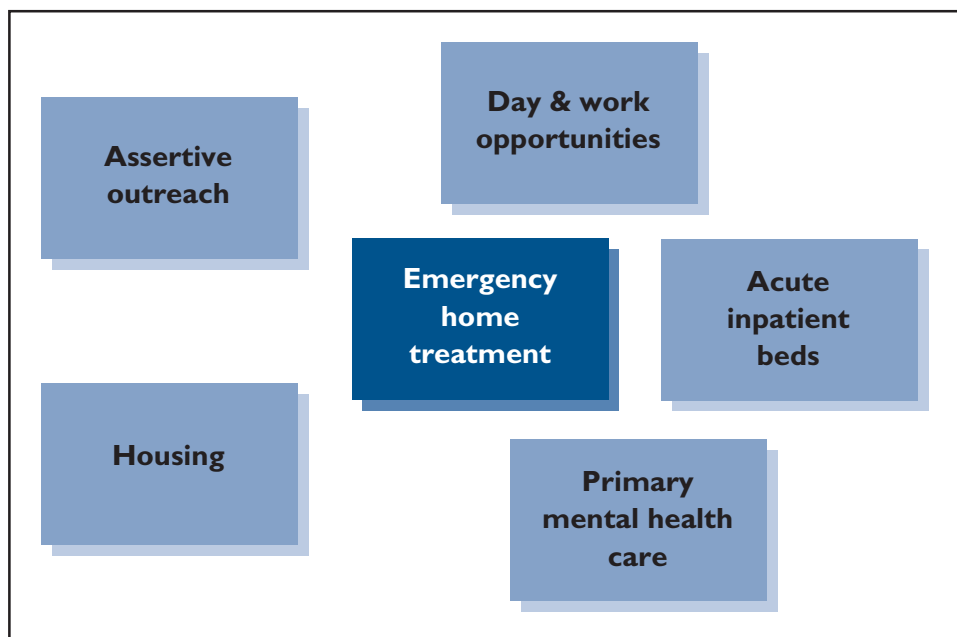 Day & work
opportunities
Assertive
outreach
Emergency
home
treatment
Acute
inpatient
beds
Housing
Primary
mental health
care